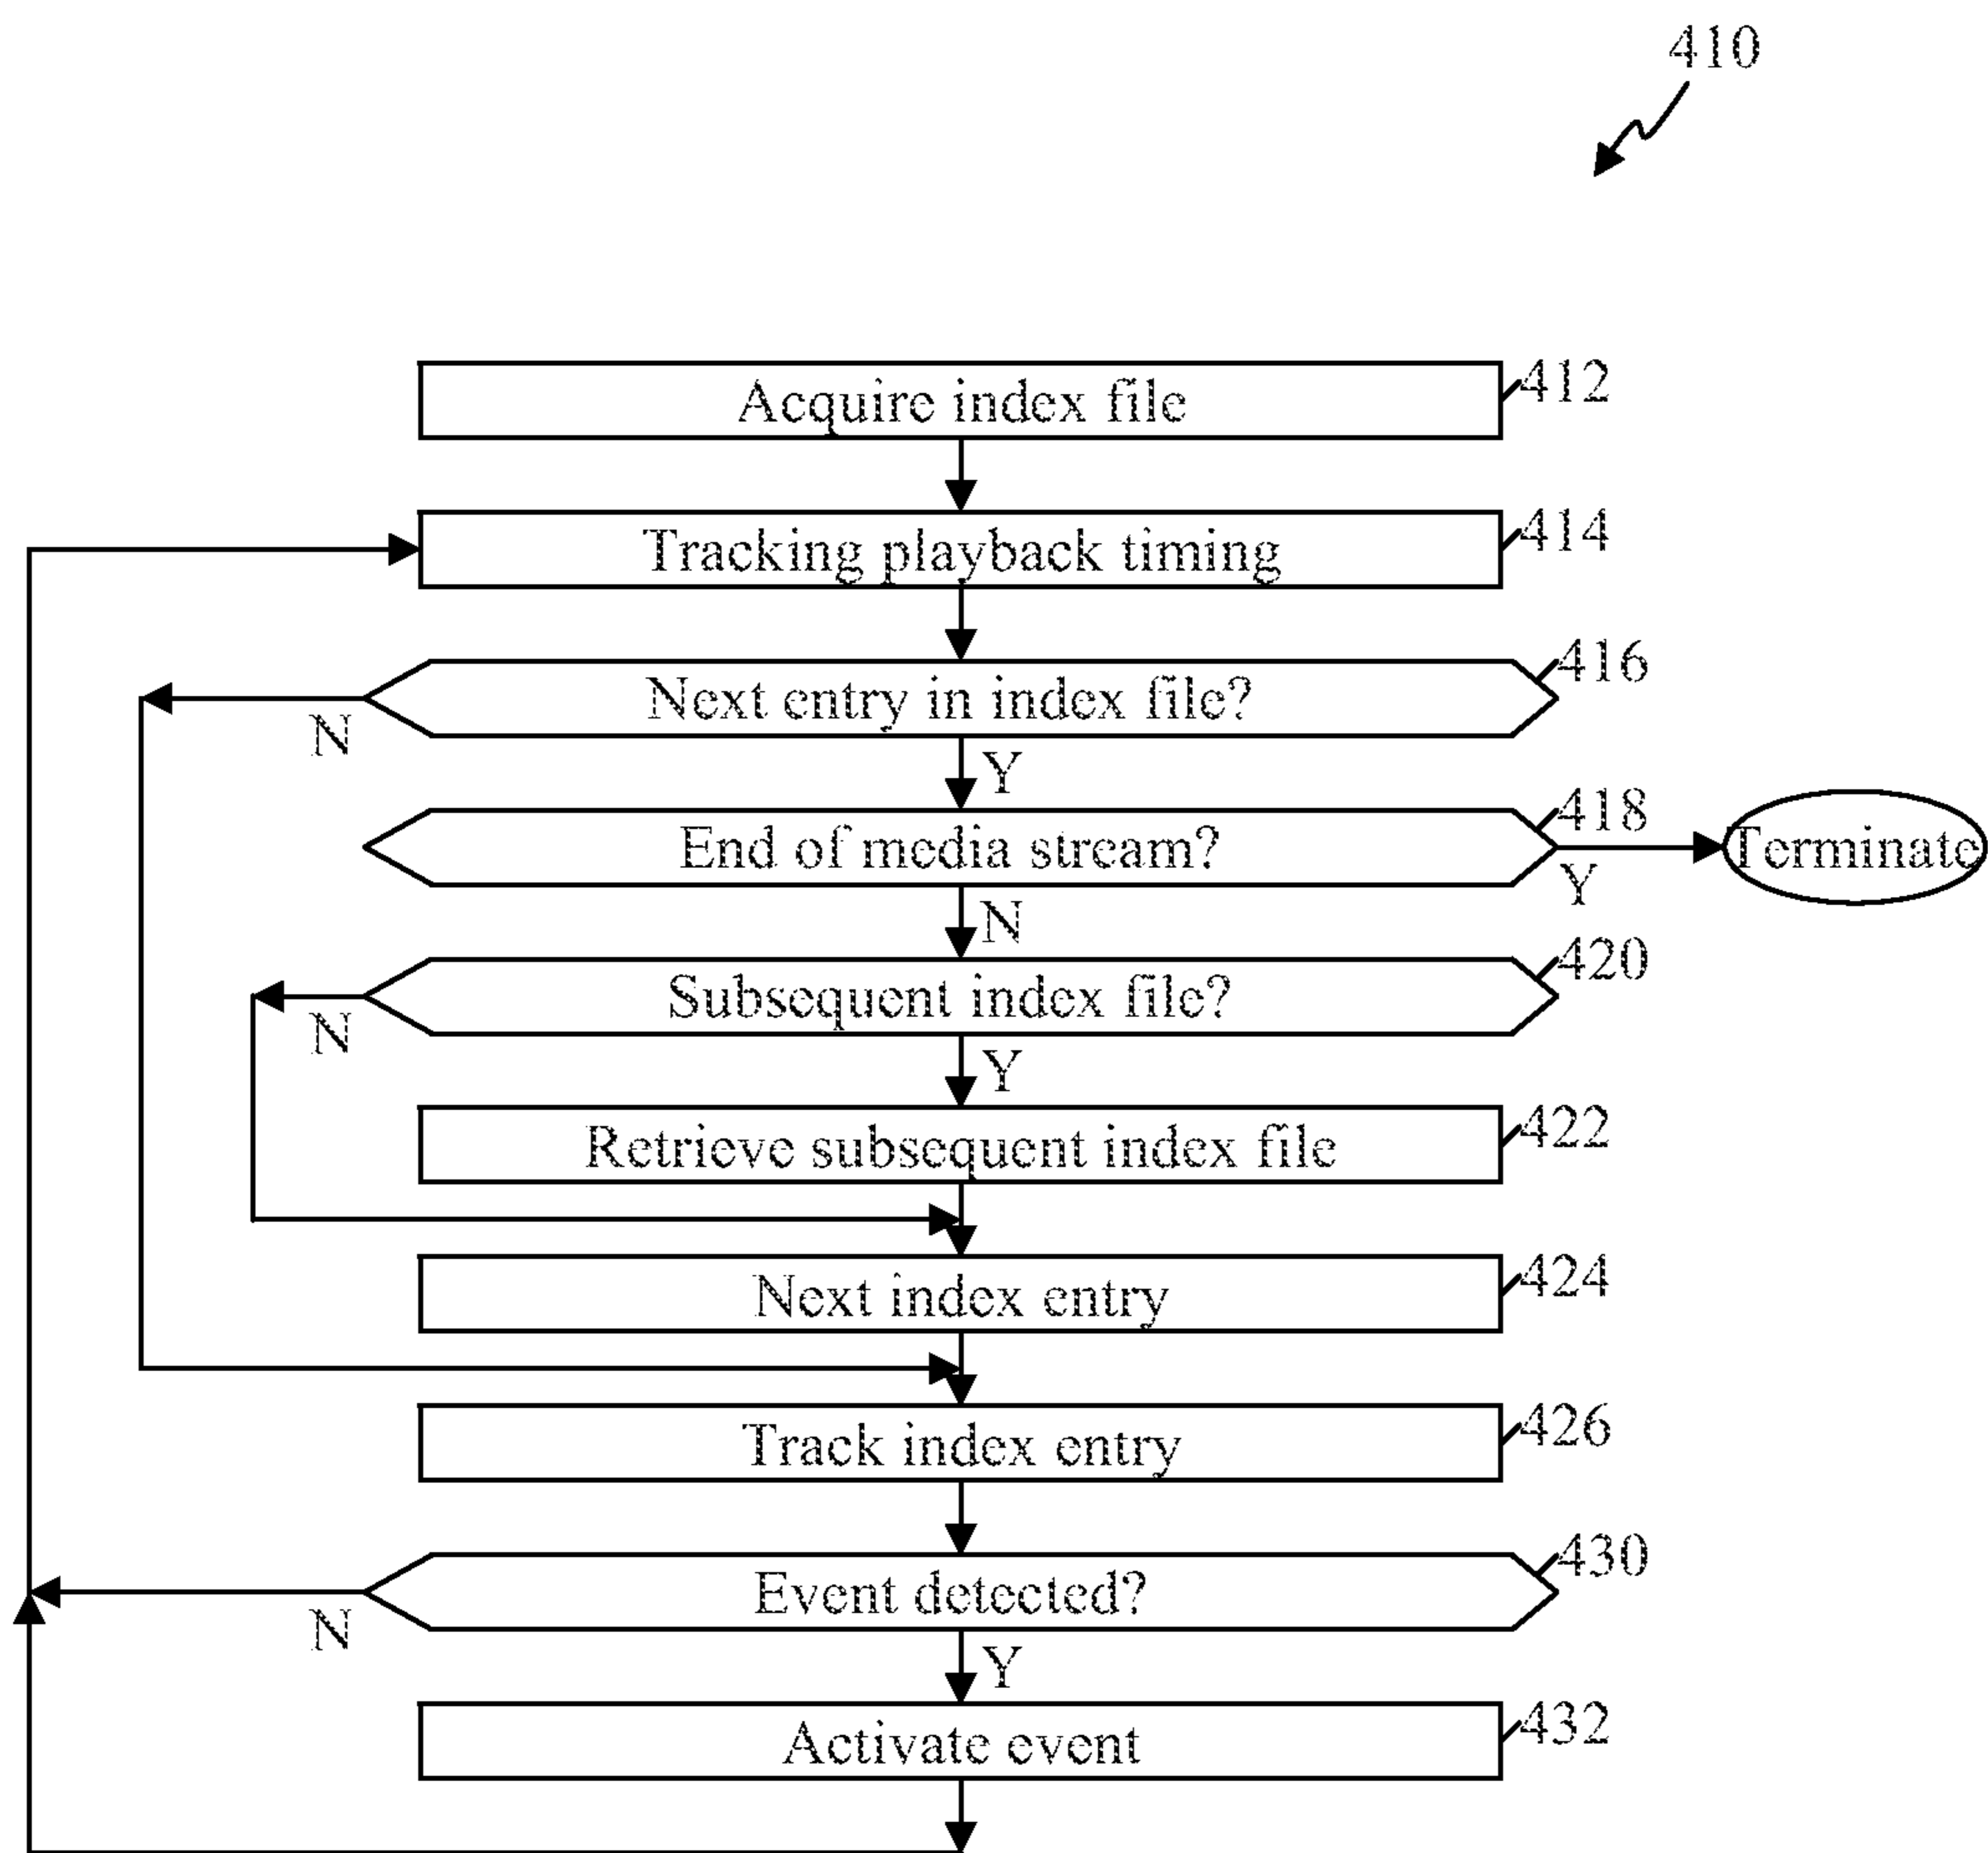 410
Acquire index file 412
Tracking playback timing 414
Next entry in index file? 416
N
Y
End of media stream? 418
Terminate
Y
N
Subsequent index file? 420
N
Y
Retrieve subsequent index file 422
Next index entry 424
Track index entry 426
Event detected? 430
N
Y
Activate event 432